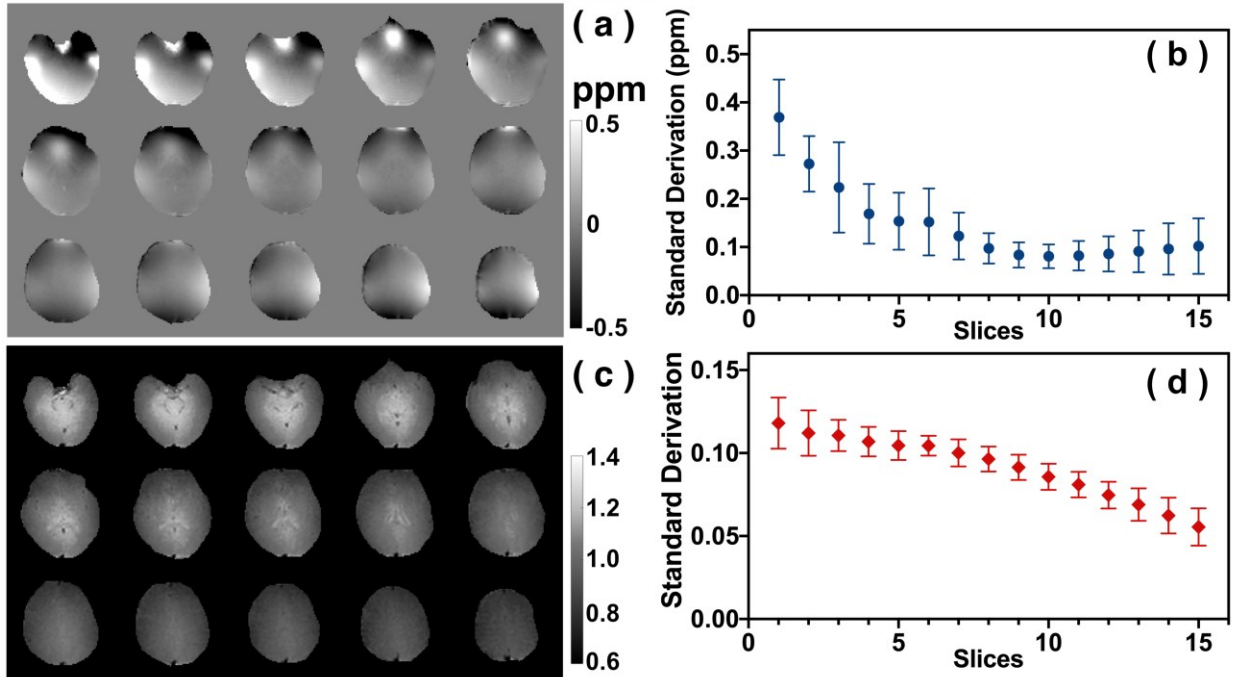 ( a )
ppm
0.5
0
-0.5
( b )
Standard Derivation (ppm)
0.5
0.4
0.3
0.2
0.1
0.0
0 5 10 15
Slices
( c )
1.4
1.0
0.8
0.6
( d )
Standard Derivation
0.15
0.10
0.05
0.00
0 5 10 15
Slices